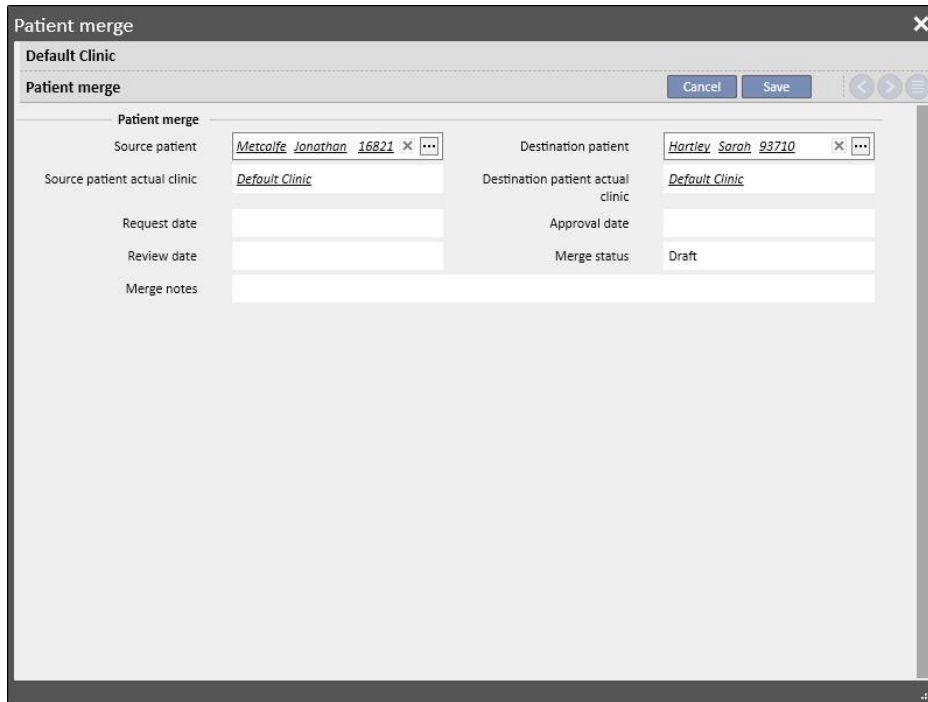 Patient merge
Default Clinic
Patient merge Cancel Save
Patient merge
Source patient Metcalfe Jonathan 16821 Destination patient Hartley Sarah 93710
Source patient actual clinic Default Clinic Destination patient actual clinic Default Clinic
Request date Approval date
Review date Merge status Draft
Merge notes